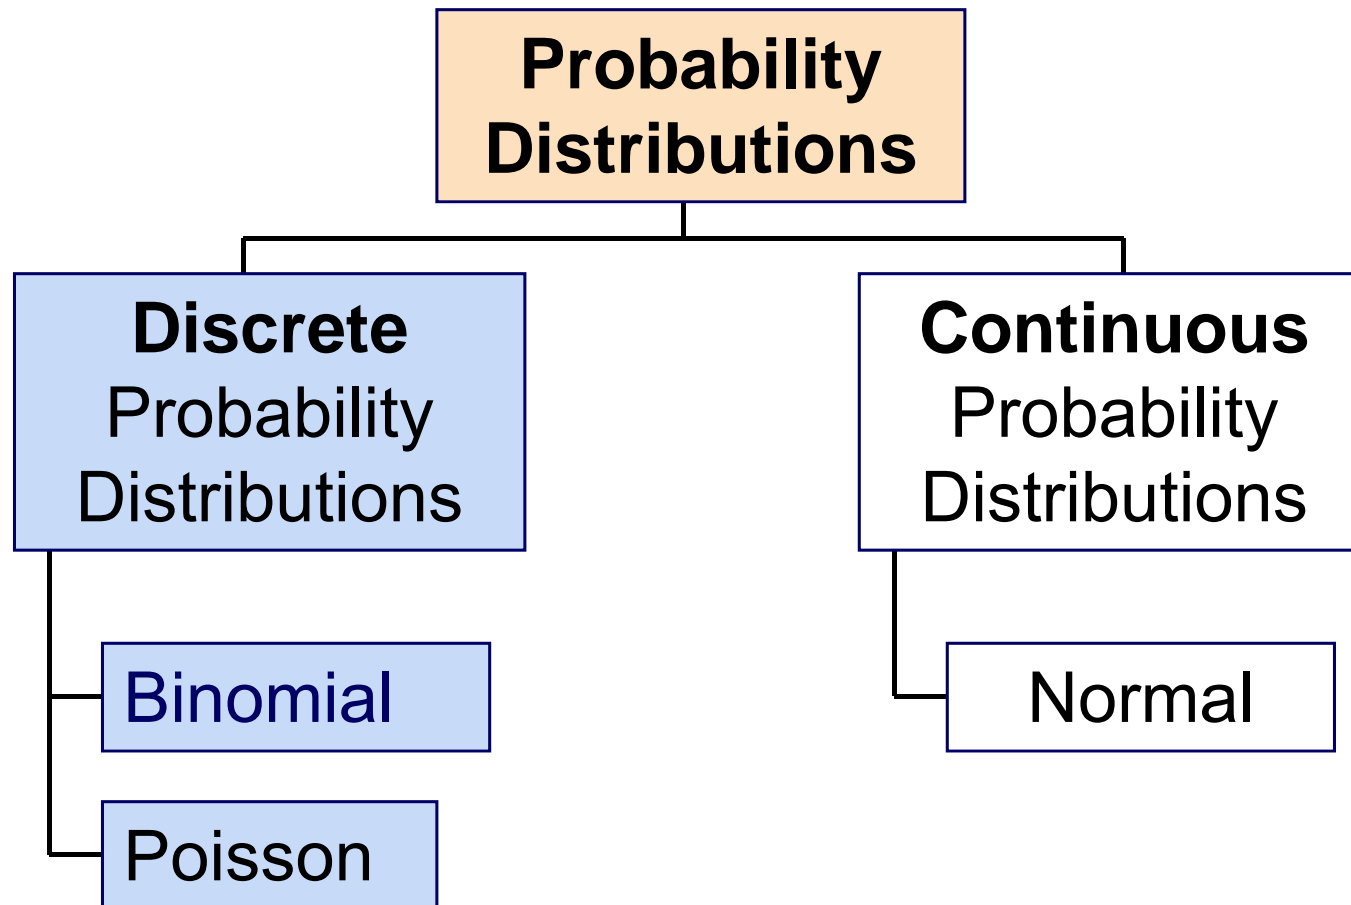 Probability
Distributions
Discrete
Probability
Distributions
Continuous
Probability
Distributions
Binomial
Normal
Poisson